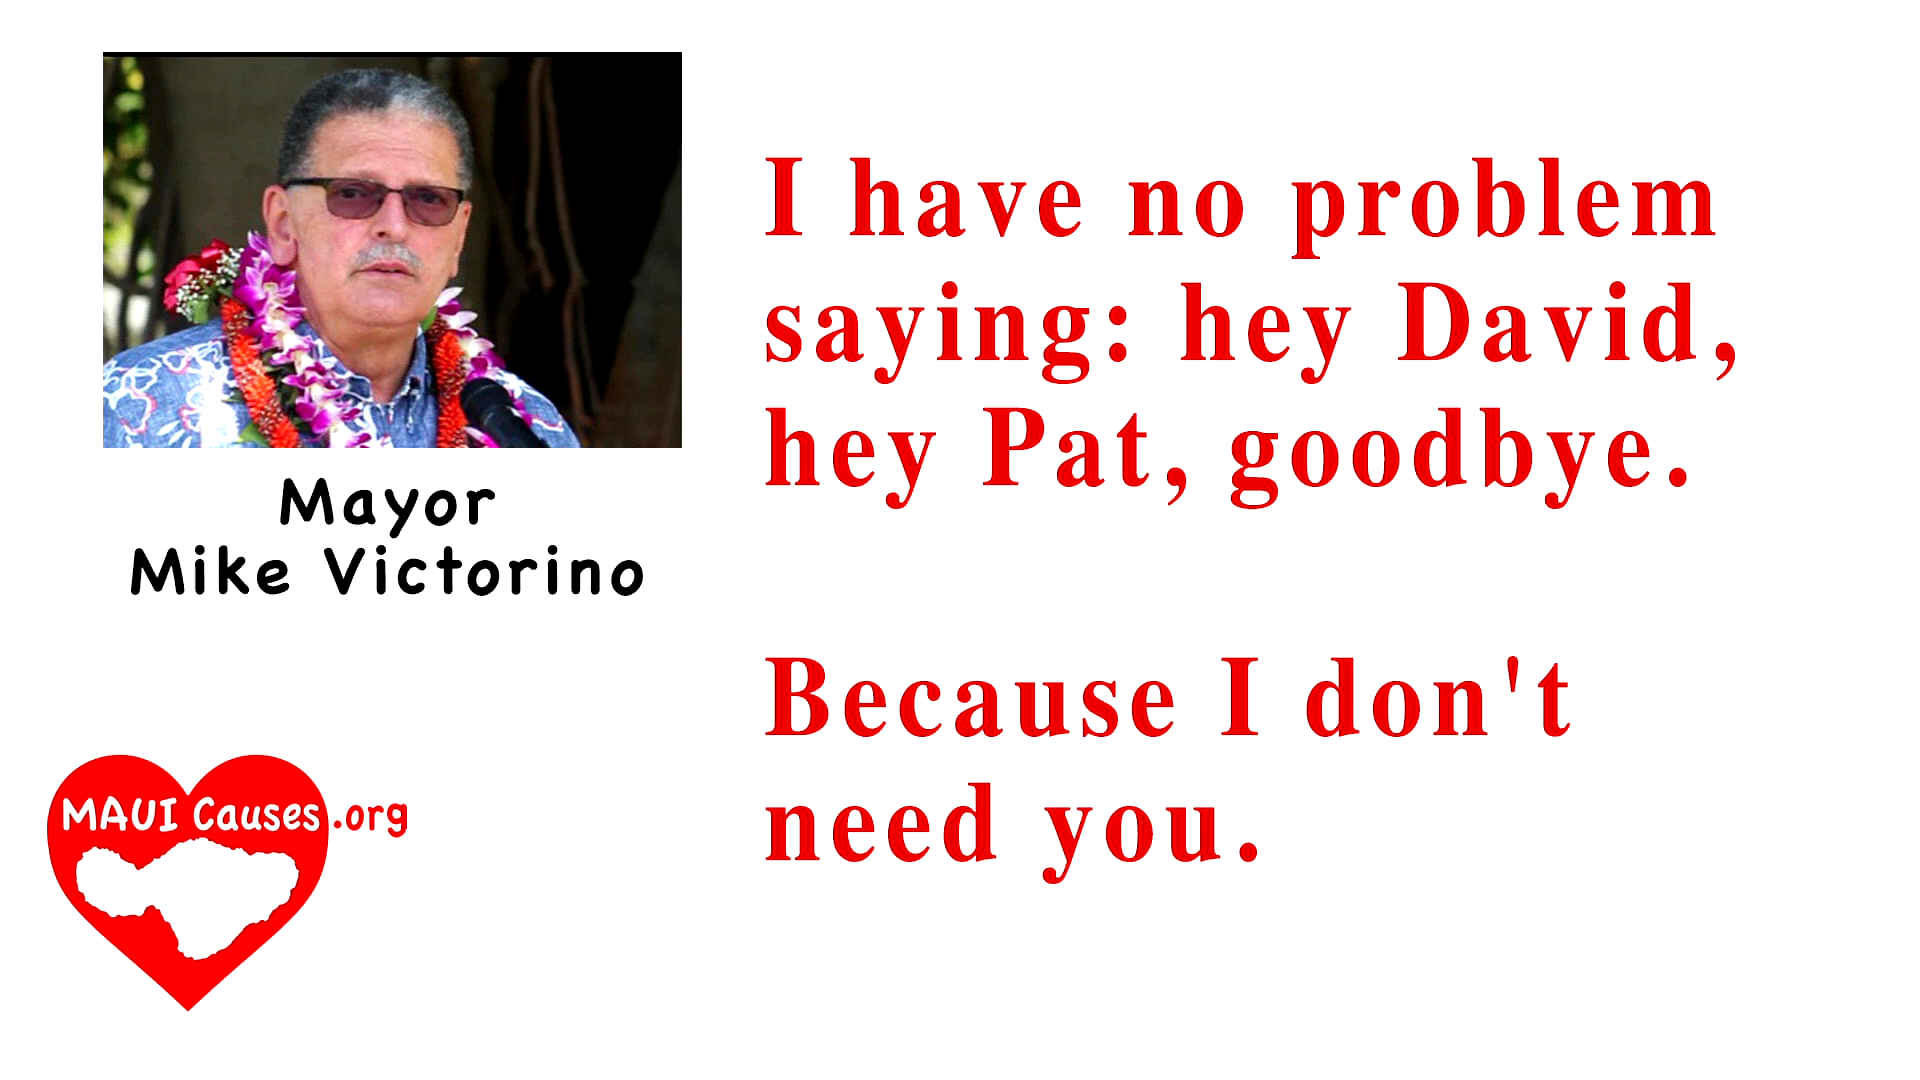 Mayor
Mike Victorino
I have no problem
saying: hey David,
hey Pat, goodbye.
Because I don't
need you.
MAUI Causes.org